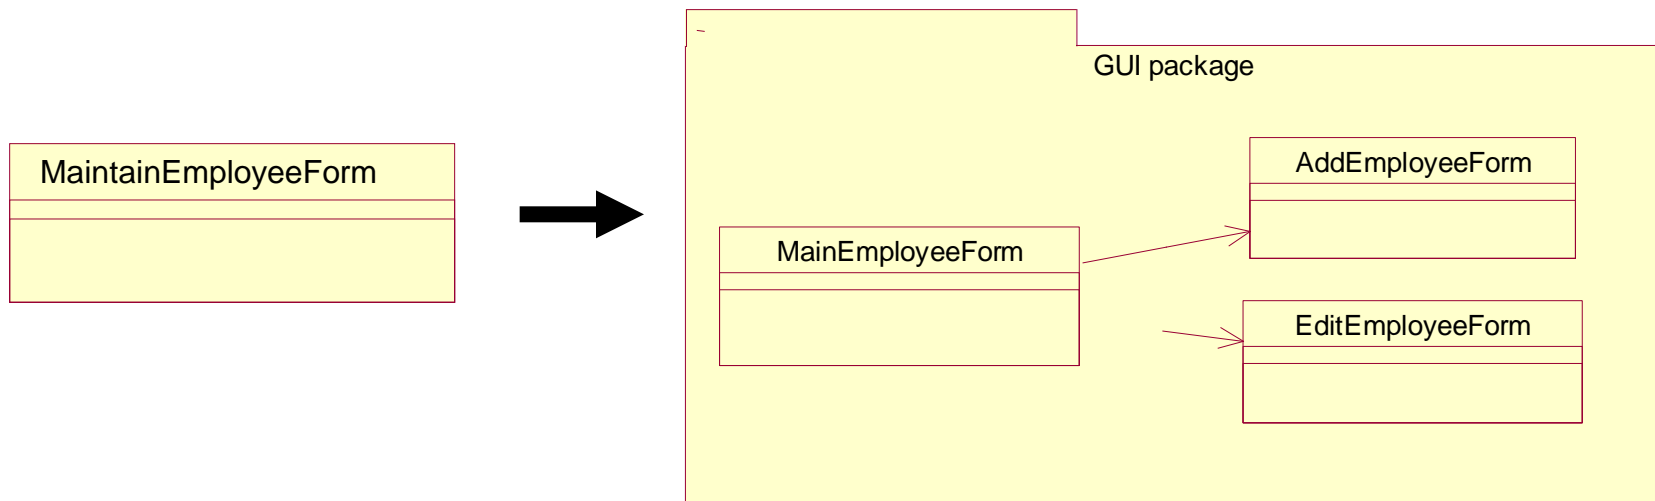 GUI package
MaintainEmployeeForm
AddEmployeeForm
MainEmployeeForm
EditEmployeeForm